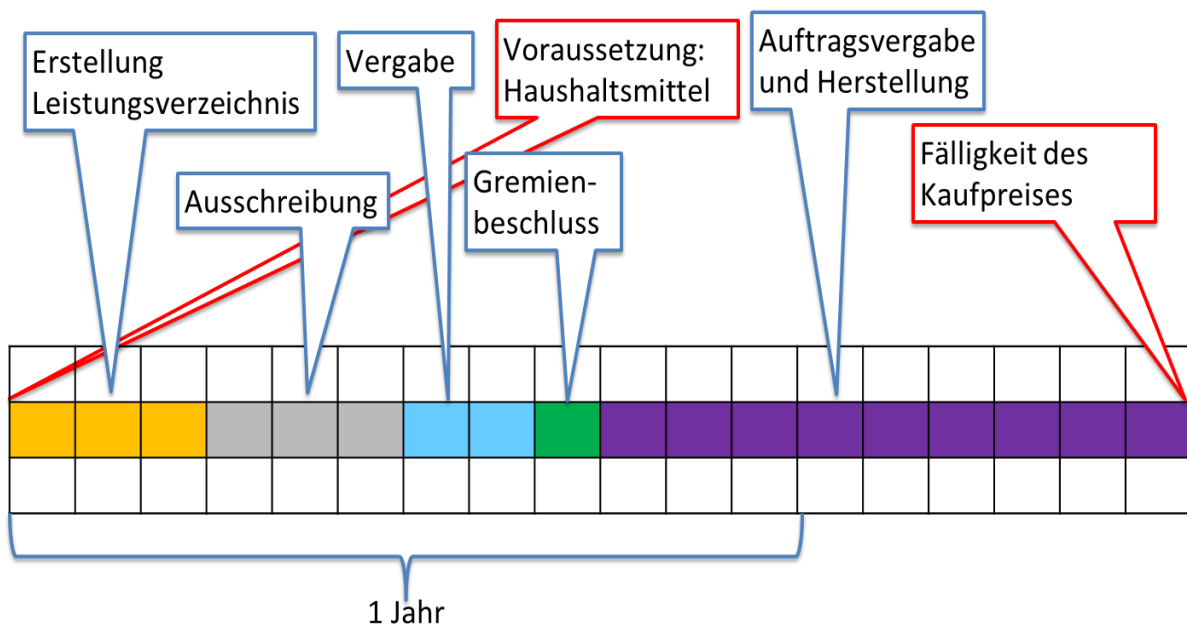 Erstellung
Leistungsverzeichnis
Vergabe
Voraussetzung:
Haushaltsmittel
Auftragsvergabe
und Herstellung
Ausschreibung
Gremien-
beschluss
Fälligkeit des
Kaufpreises
1 Jahr